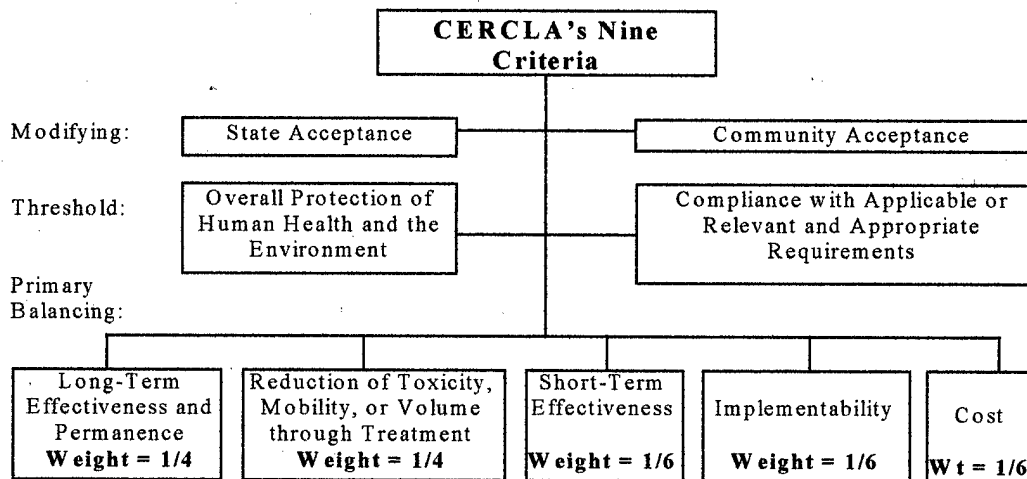 CERCLA's Nine
Criteria
Modifying:
State Acceptance
Community Acceptance
Threshold:
Overall Protection of
Human Health and the
Environment
Compliance with Applicable or
Relevant and Appropriate
Requirements
Primary
Balancing:
Long-Term
Effectiveness and
Permanence
Weight = 1/4
Reduction of Toxicity,
Mobility, or Volume
through Treatment
Weight = 1/4
Short-Term
Effectiveness
Weight = 1/6
Implementability
Weight = 1/6
Cost
Wt = 1/6